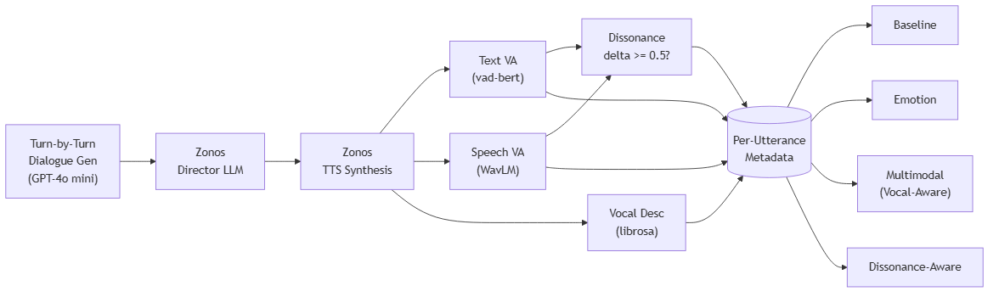 Turn-by-Turn
Dialogue Gen
(GPT-4o mini)
Zonos
Director LLM
Zonos
TTS Synthesis
Text VA
(vad-bert)
Speech VA
(WavLM)
Vocal Desc
(librosa)
Dissonance
delta >= 0.5?
Per-Utterance
Metadata
Baseline
Emotion
Multimodal
(Vocal-Aware)
Dissonance-Aware